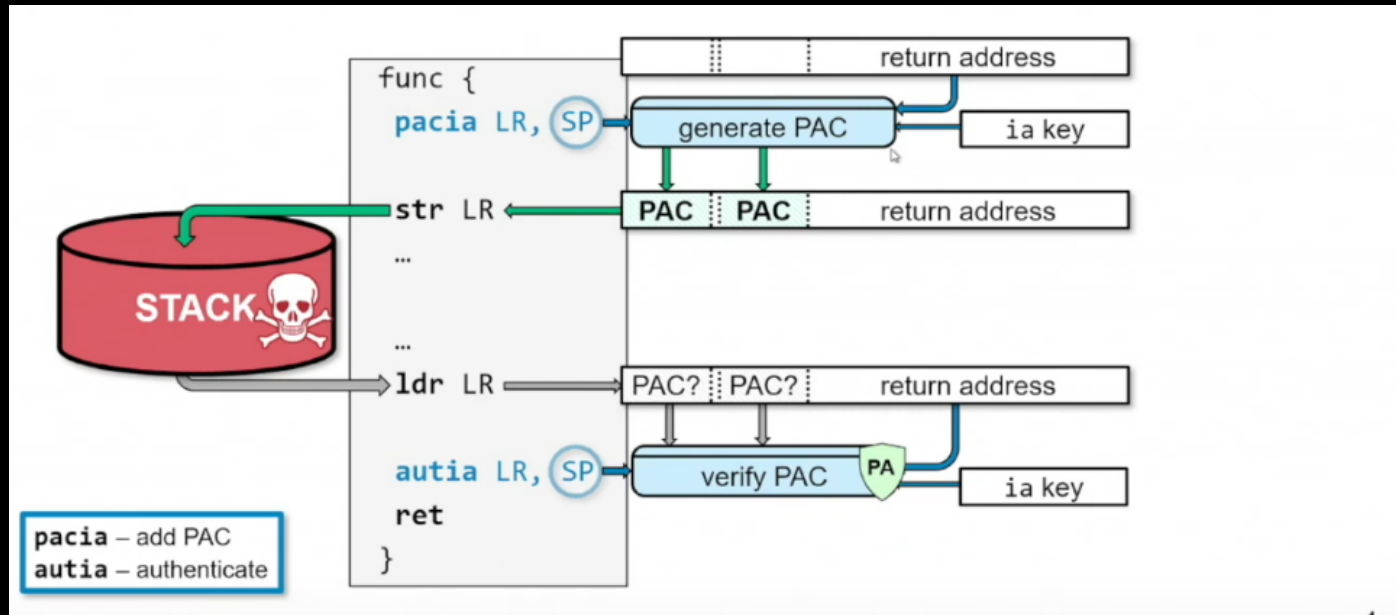 return address
func {
pacia LR, SP
generate PAC
ia key
str LR
PAC PAC return address
…
STACK
…
ldr LR
PAC? PAC? return address
autia LR, SP
verify PAC
PA
ia key
ret
}
pacia – add PAC
autia – authenticate